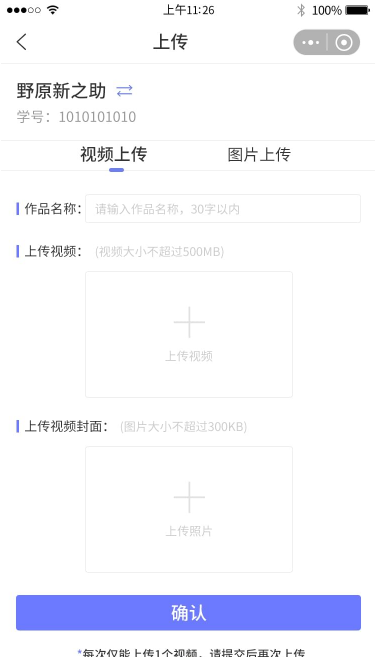 上午11:26 100%
上传
野原新之助
学号：1010101010
视频上传 图片上传
作品名称： 请输入作品名称，30字以内
上传视频： (视频大小不超过500MB)
上传视频
上传视频封面： (图片大小不超过300KB)
上传照片
确认
*每次仅能上传1个视频，请提交后再次上传